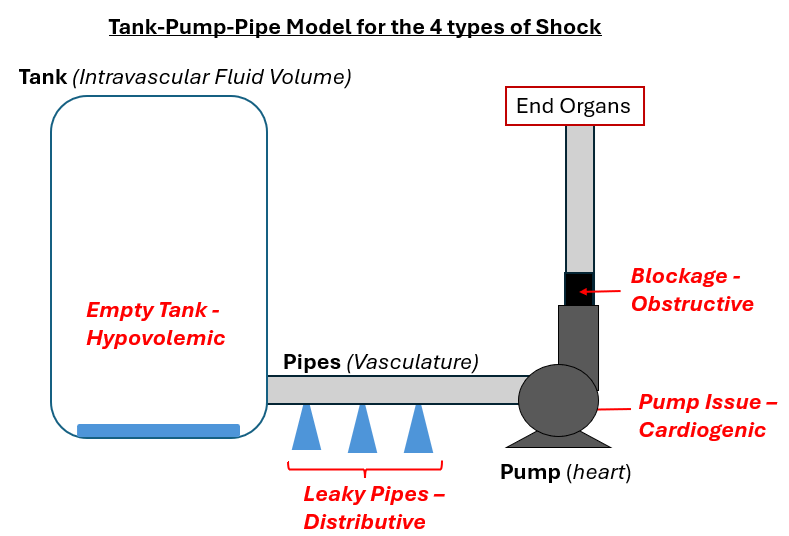 Tank-Pump-Pipe Model for the 4 types of Shock
Tank (Intravascular Fluid Volume)
End Organs
Blockage -
Obstructive
Empty Tank -
Hypovolemic
Pipes (Vasculature)
Pump Issue –
Cardiogenic
Pump (heart)
Leaky Pipes –
Distributive